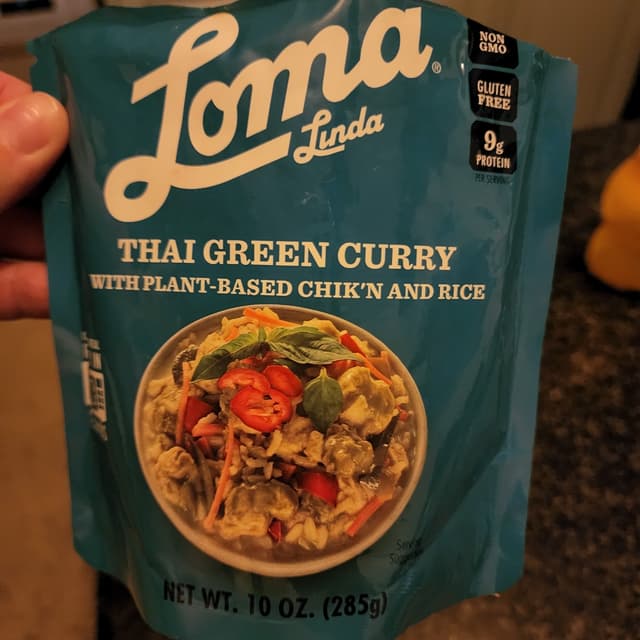 Loma®
Linda
NON
GMO
GLUTEN
FREE
9g
PROTEIN
PER SERVING
THAI GREEN CURRY
WITH PLANT-BASED CHIK'N AND RICE
NET WT. 10 OZ. (285g)